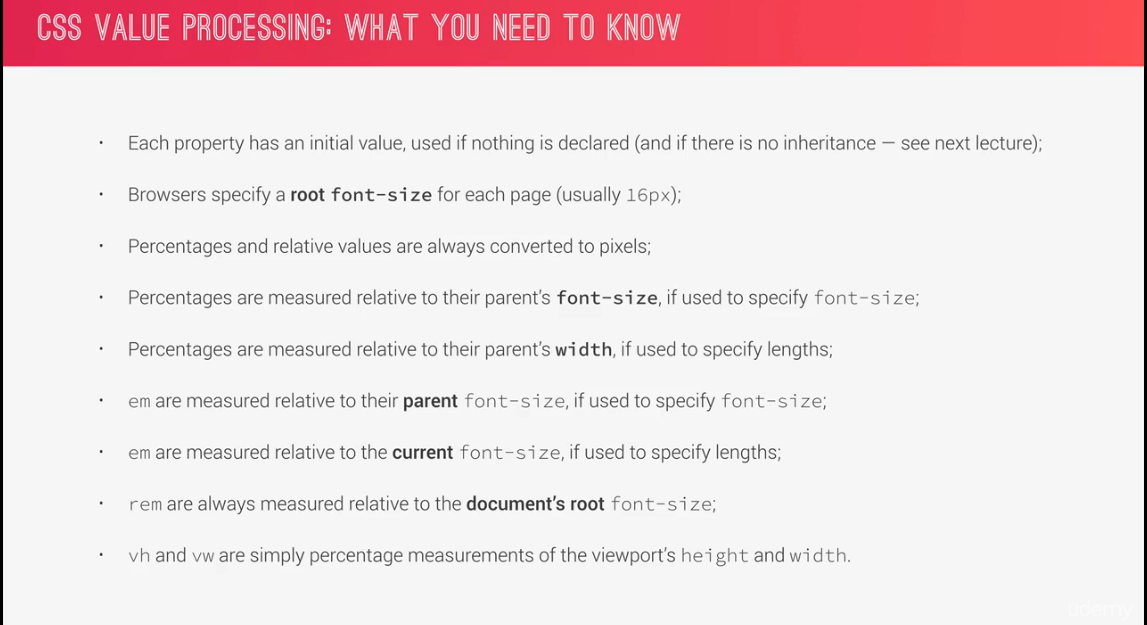 CSS VALUE PROCESSING: WHAT YOU NEED TO KNOW
• Each property has an initial value, used if nothing is declared (and if there is no inheritance — see next lecture);
• Browsers specify a root font-size for each page (usually 16px);
• Percentages and relative values are always converted to pixels;
• Percentages are measured relative to their parent's font-size, if used to specify font-size;
• Percentages are measured relative to their parent's width, if used to specify lengths;
• em are measured relative to their parent font-size, if used to specify font-size;
• em are measured relative to the current font-size, if used to specify lengths;
• rem are always measured relative to the document's root font-size;
• vh and vw are simply percentage measurements of the viewport's height and width.
udemy